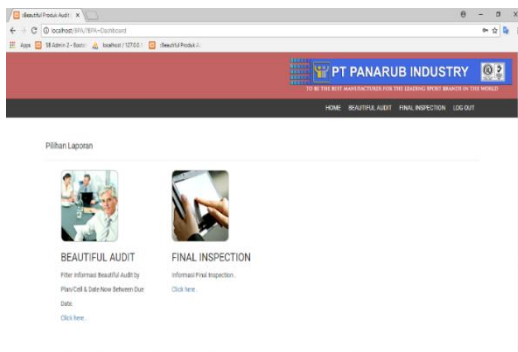 iBeautiful Produk Audit
localhost/BPA/?BPA=Dashboard
Apps SB Admin 2 - Bootst localhost / 127.0.0.1 iBeautiful Produk A
PT PANARUB INDUSTRY
TO BE THE BEST MANUFACTURES FOR THE LEADING SPORT BRANDS IN THE WORLD
HOME BEAUTIFUL AUDIT FINAL INSPECTION LOG OUT
Pilihan Laporan
BEAUTIFUL AUDIT FINAL INSPECTION
Filter Informasi Beautiful Audit by Informasi Final Inspection..
Plan/Cell & Date Now Between Due Click here..
Date.
Click here..